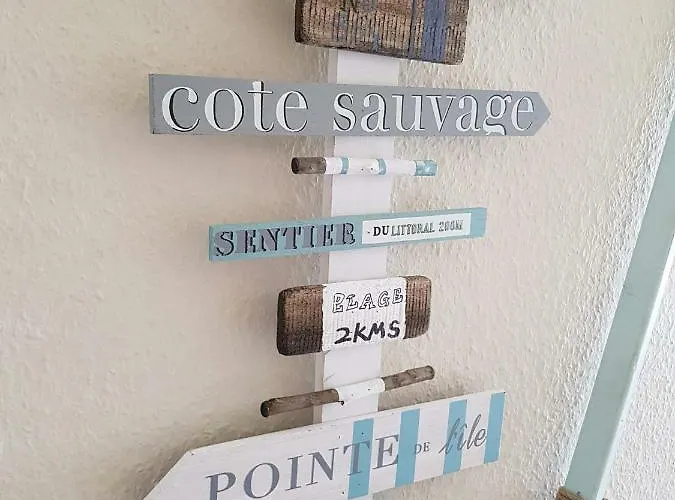 cote sauvage
SENTIER - DU LITTORAL 200M
PLAGE
2KMS
POINTE DE l'île